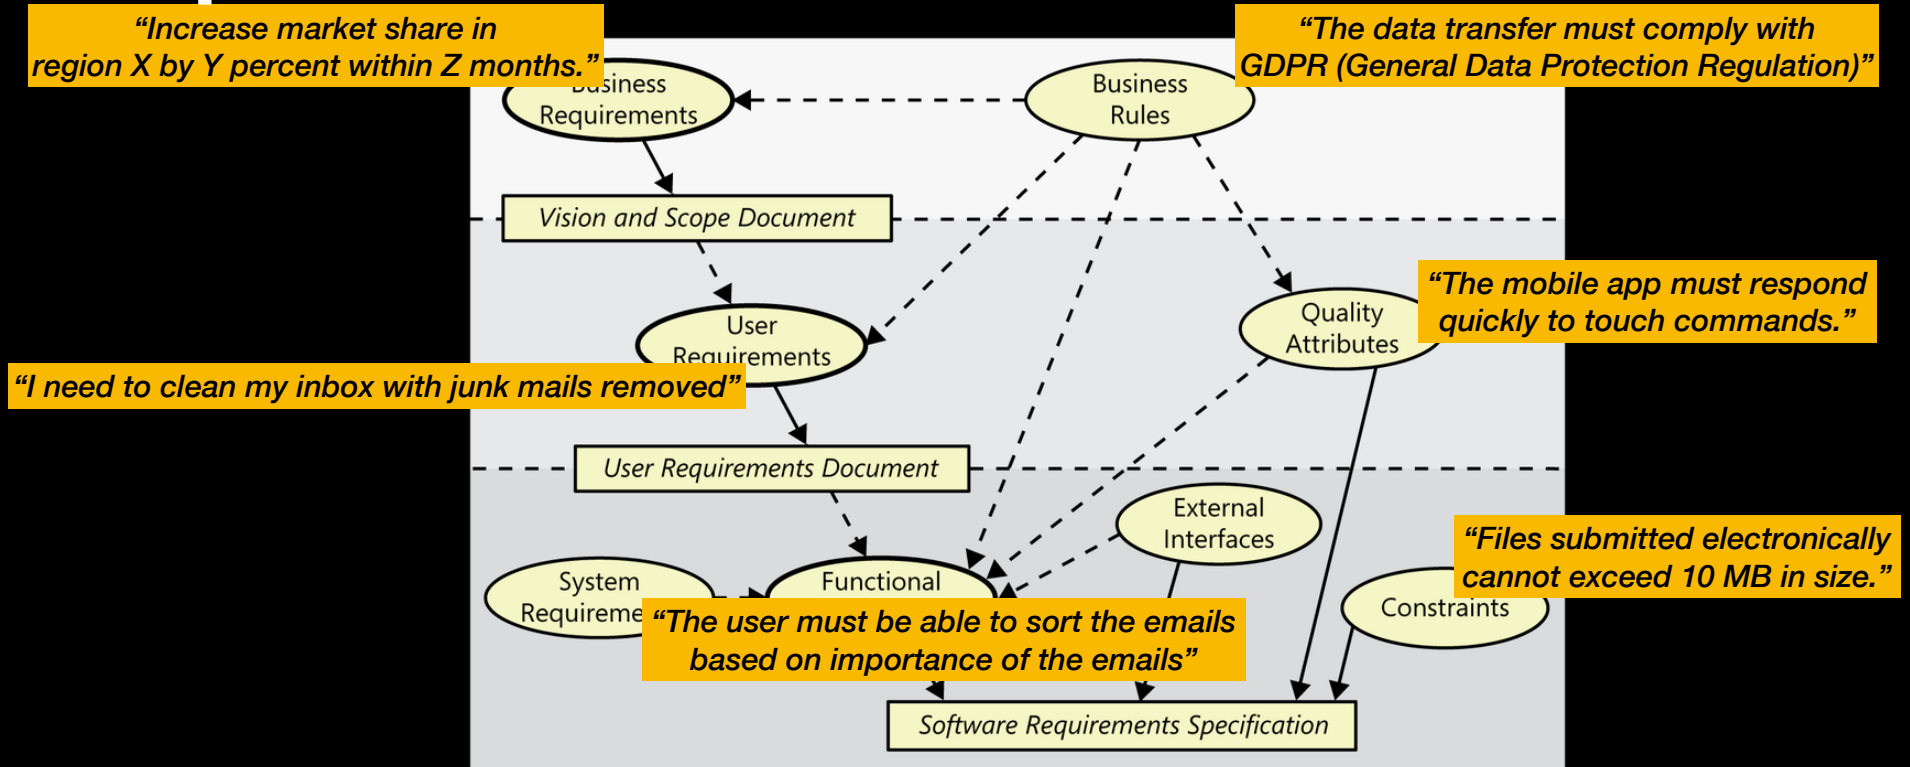 “Increase market share in
region X by Y percent within Z months.”
“The data transfer must comply with
GDPR (General Data Protection Regulation)”
Business
Requirements
Business
Rules
Vision and Scope Document
“The mobile app must respond
quickly to touch commands.”
Quality
Attributes
User
Requirements
“I need to clean my inbox with junk mails removed”
User Requirements Document
External
Interfaces
“Files submitted electronically
cannot exceed 10 MB in size.”
System
Requireme
Functional
Constraints
“The user must be able to sort the emails
based on importance of the emails”
Software Requirements Specification